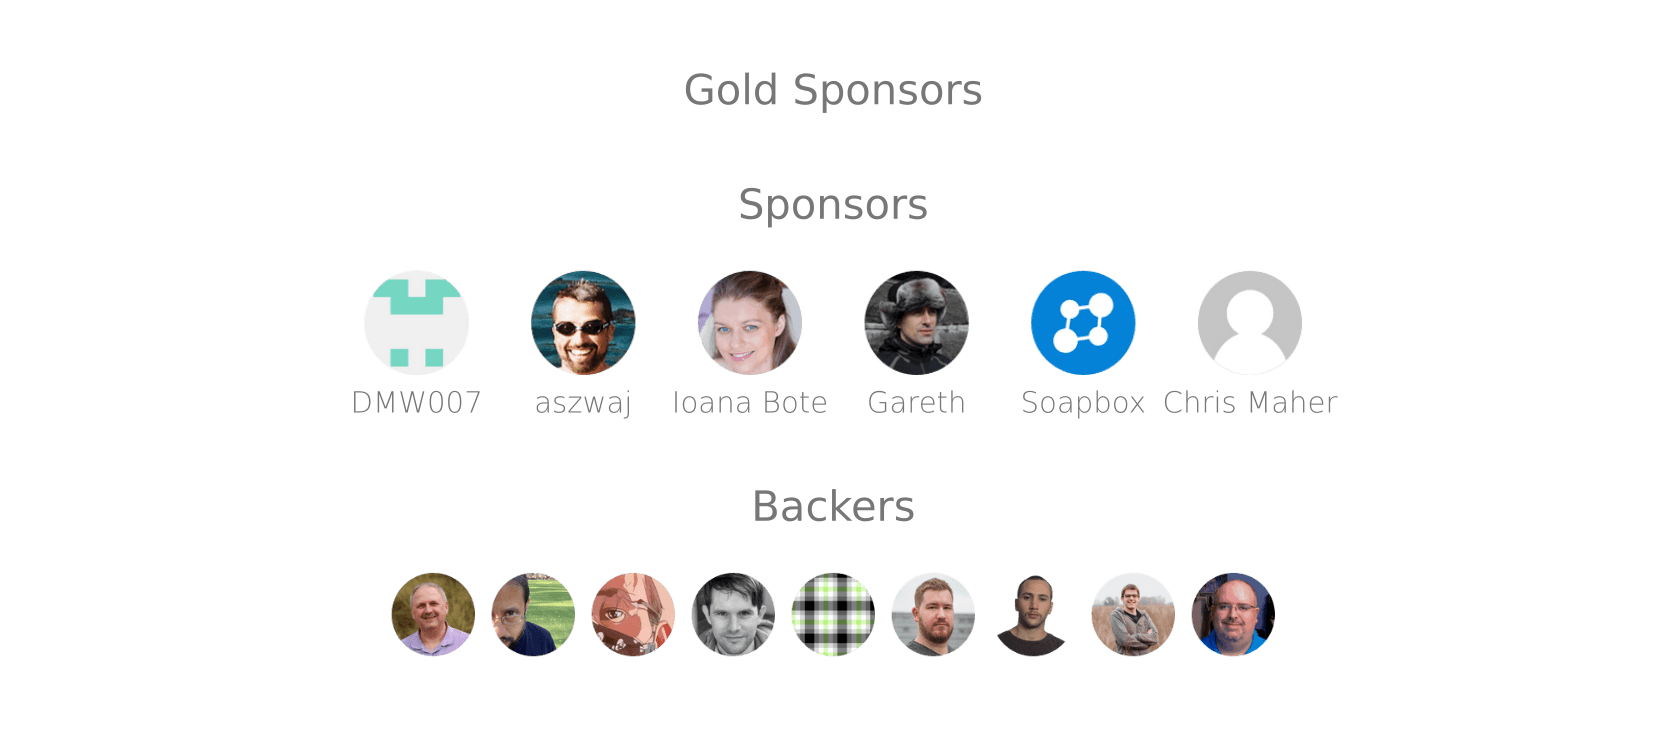 Gold Sponsors
Sponsors
DMW007 aszwaj Ioana Bote Gareth Soapbox Chris Maher
Backers